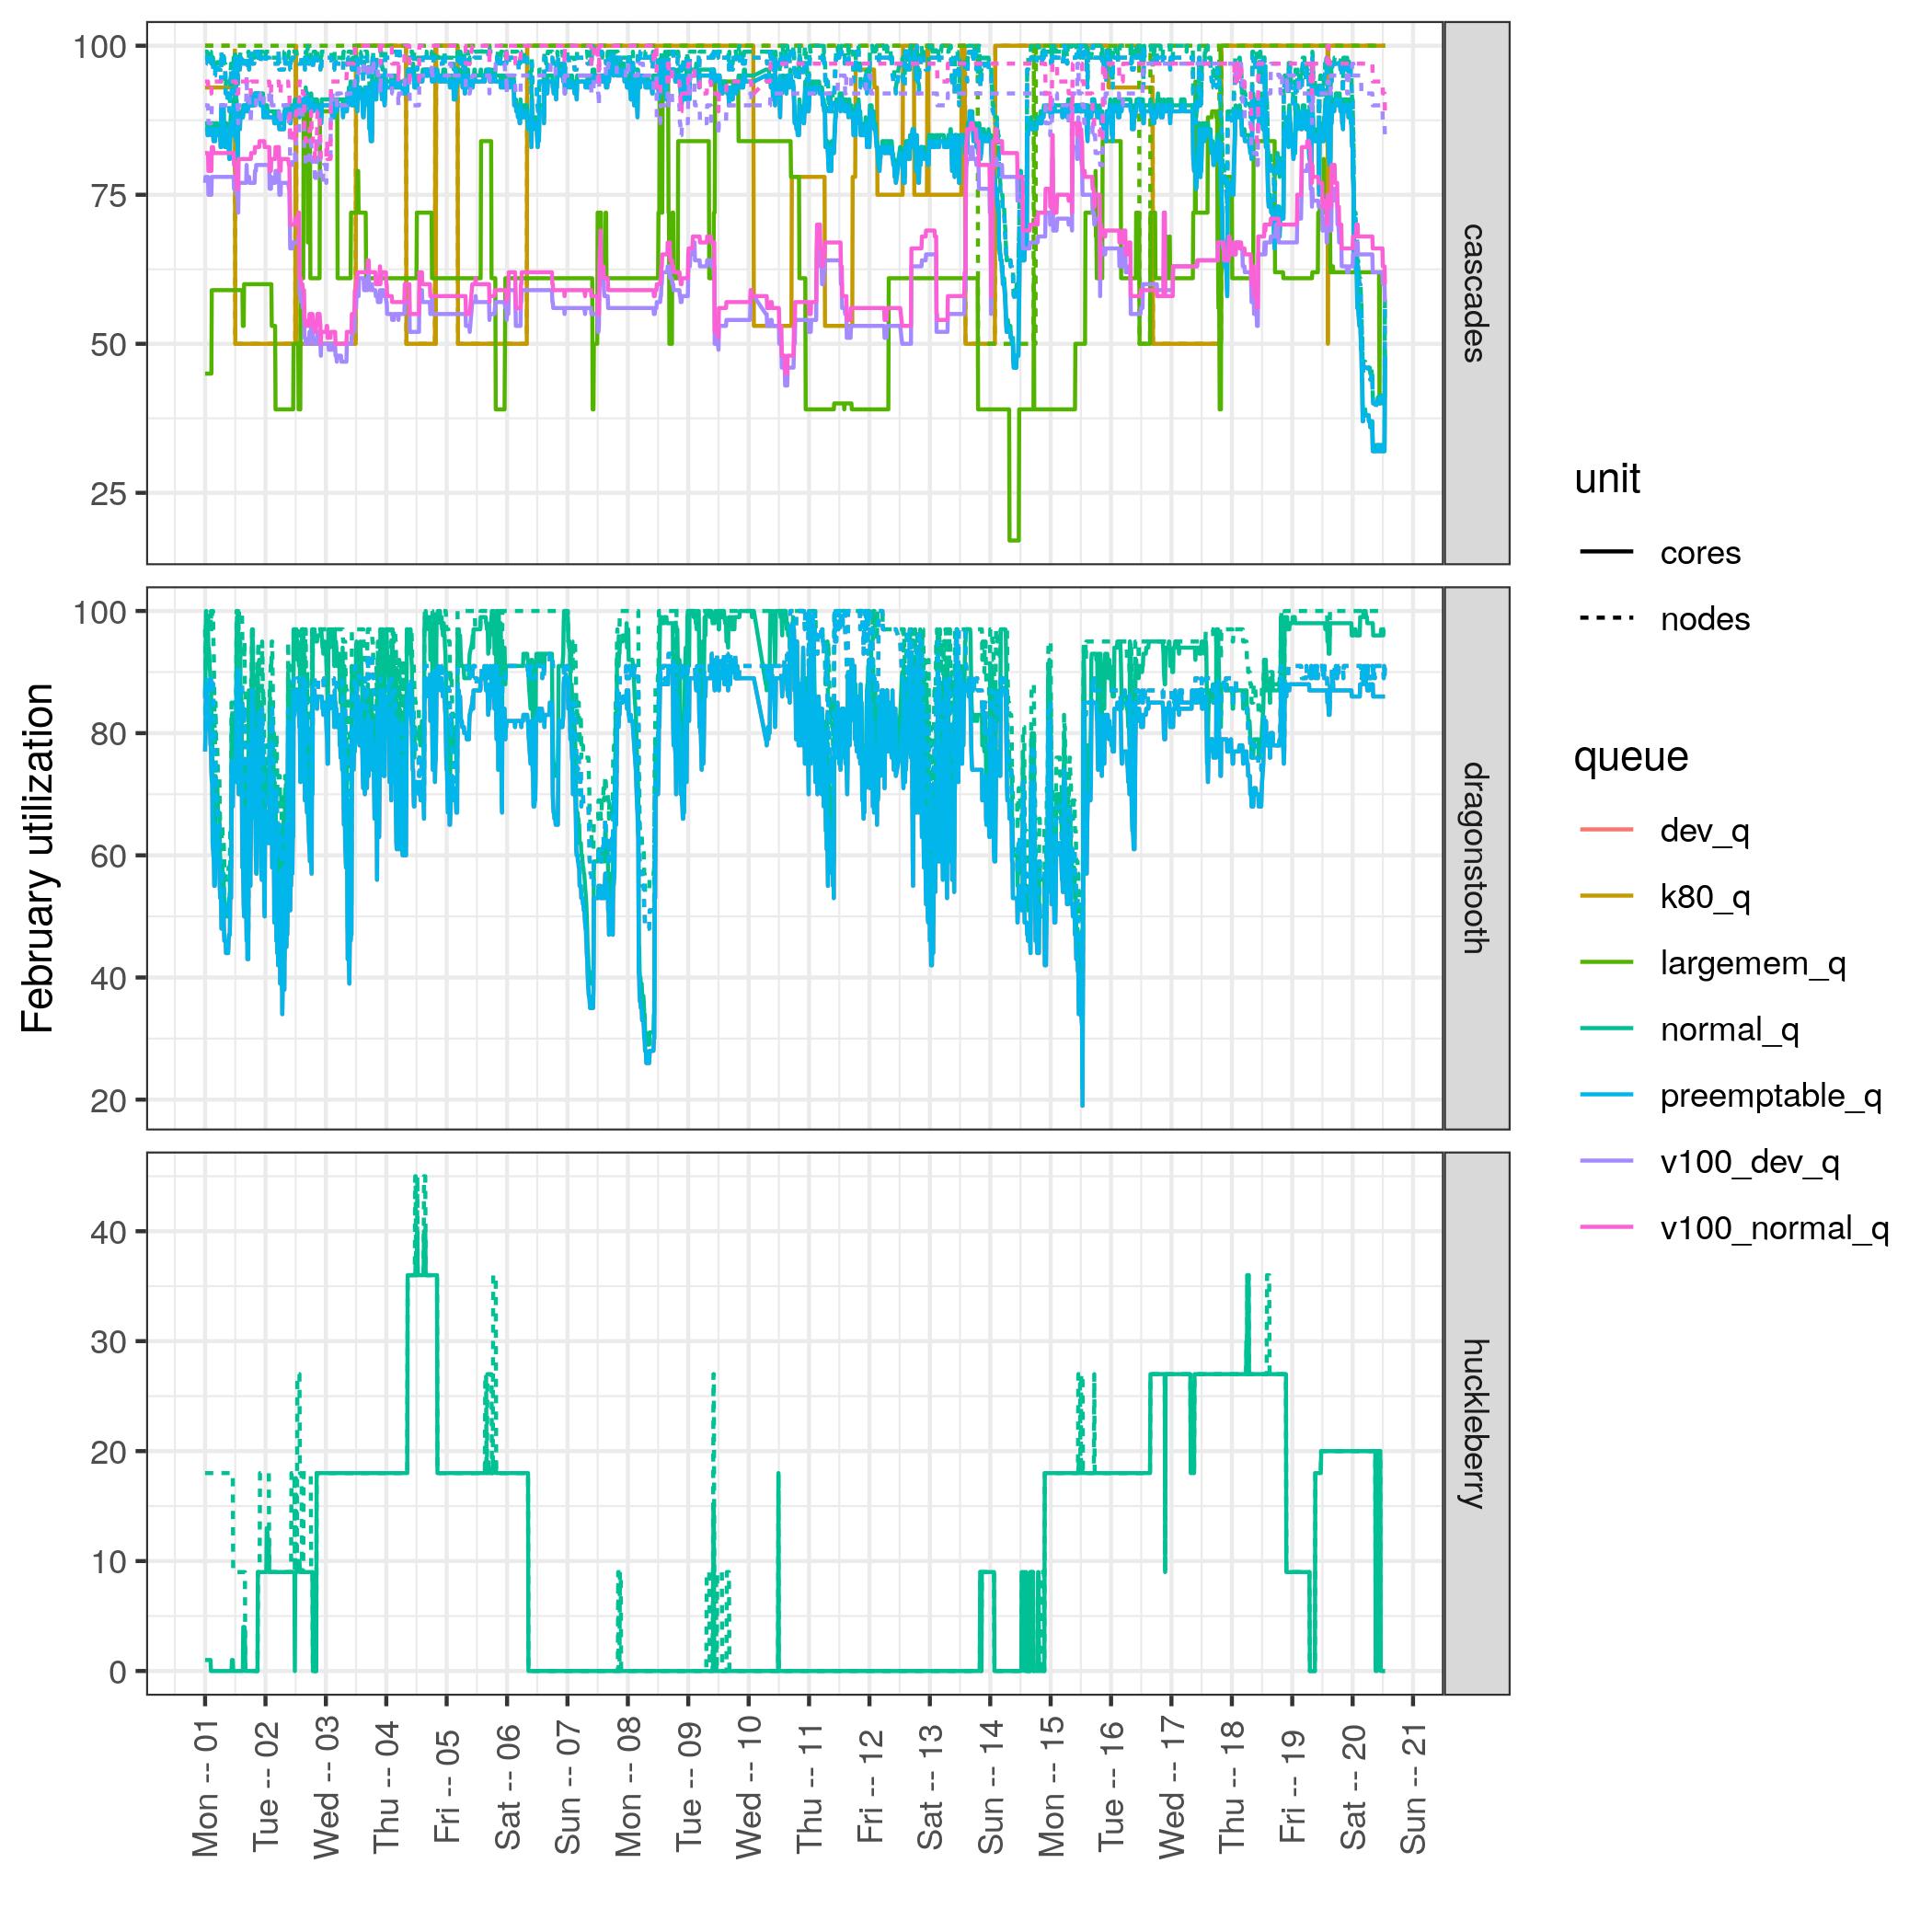 February utilization
100
75
50
25
cascades
100
80
60
40
20
dragonstooth
40
30
20
10
0
huckleberry
Mon -- 01
Tue -- 02
Wed -- 03
Thu -- 04
Fri -- 05
Sat -- 06
Sun -- 07
Mon -- 08
Tue -- 09
Wed -- 10
Thu -- 11
Fri -- 12
Sat -- 13
Sun -- 14
Mon -- 15
Tue -- 16
Wed -- 17
Thu -- 18
Fri -- 19
Sat -- 20
Sun -- 21
unit
cores
nodes
queue
dev_q
k80_q
largemem_q
normal_q
preemptable_q
v100_dev_q
v100_normal_q